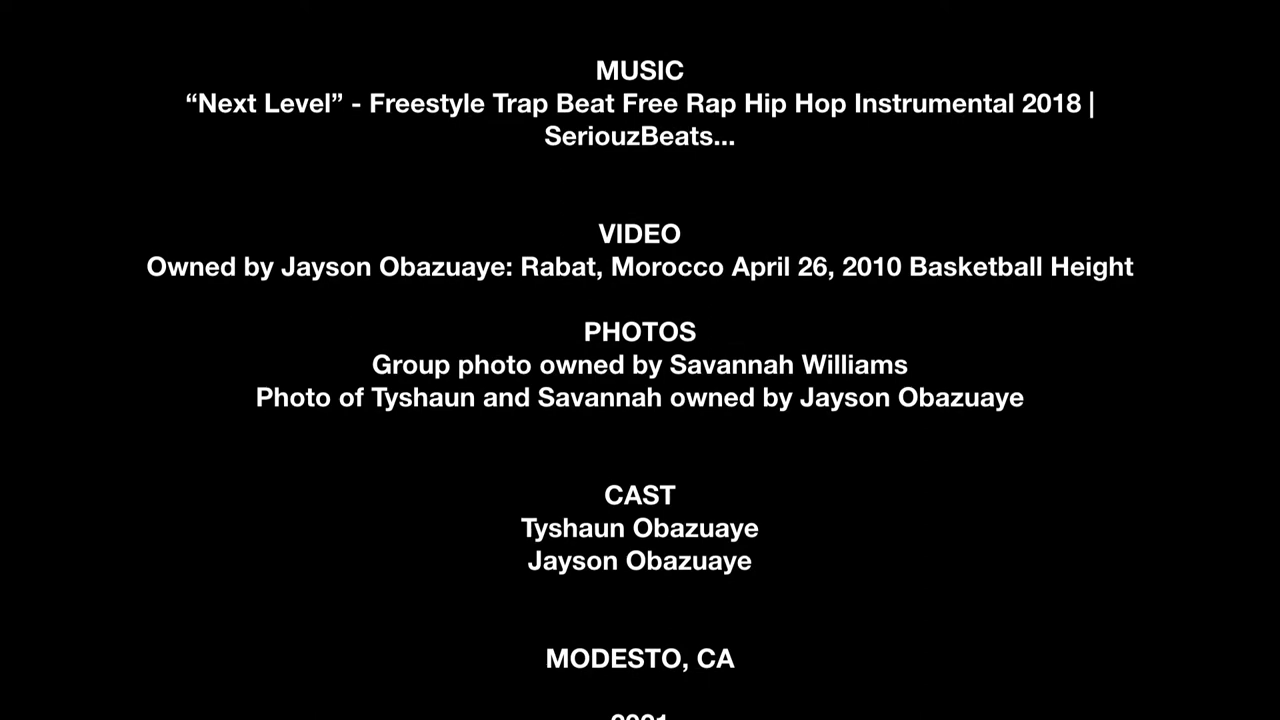 MUSIC
“Next Level” - Freestyle Trap Beat Free Rap Hip Hop Instrumental 2018 |
SeriouzBeats...
VIDEO
Owned by Jayson Obazuaye: Rabat, Morocco April 26, 2010 Basketball Height
PHOTOS
Group photo owned by Savannah Williams
Photo of Tyshaun and Savannah owned by Jayson Obazuaye
CAST
Tyshaun Obazuaye
Jayson Obazuaye
MODESTO, CA